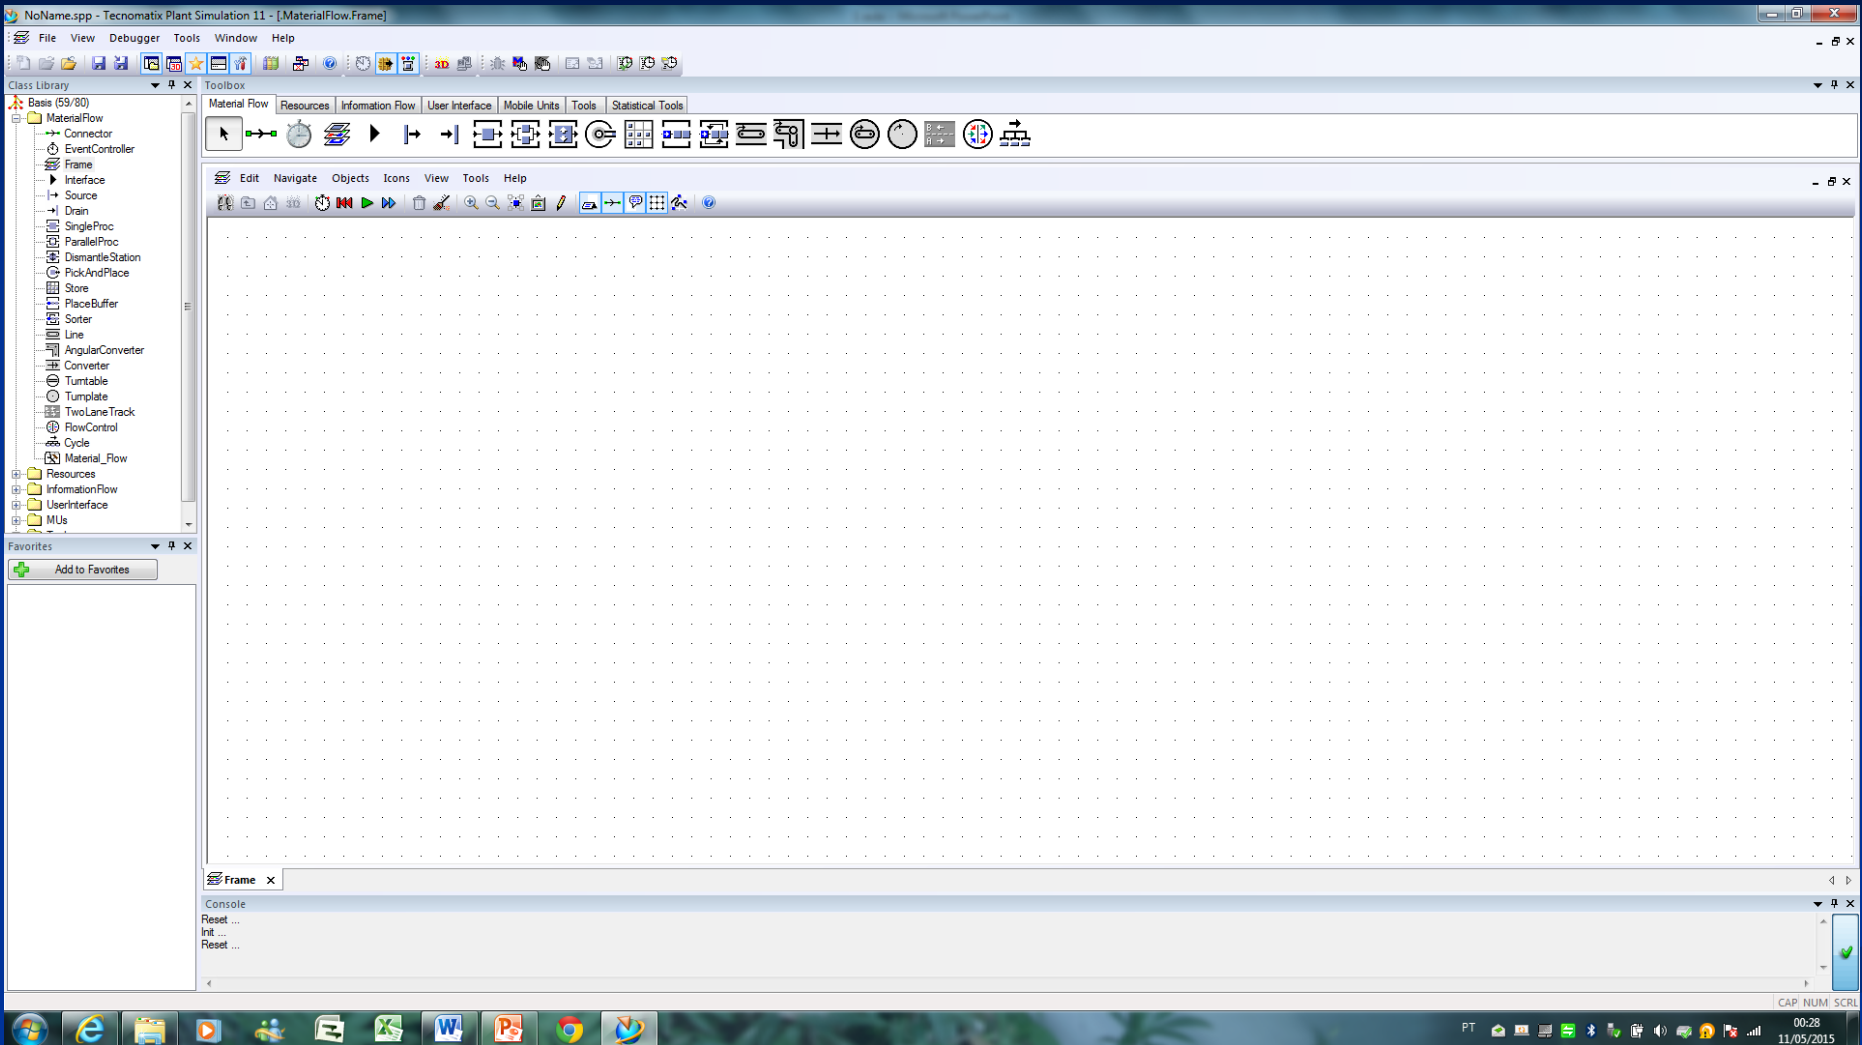 NoName.spp - Tecnomatix Plant Simulation 11 - [.MaterialFlow.Frame]
File View Debugger Tools Window Help
3D
Class Library
Toolbox
Basis (59/80)
MaterialFlow
Connector
EventController
Frame
Interface
Source
Drain
SingleProc
ParallelProc
DismantleStation
PickAndPlace
Store
PlaceBuffer
Sorter
Line
AngularConverter
Converter
Turntable
Turnplate
TwoLaneTrack
FlowControl
Cycle
Material_Flow
Resources
InformationFlow
UserInterface
MUs
Material Flow Resources Information Flow User Interface Mobile Units Tools Statistical Tools
Edit Navigate Objects Icons View Tools Help
Favorites
Add to Favorites
Frame
Console
Reset ...
Init ...
Reset ...
CAP NUM SCRL
PT
00:28
11/05/2015